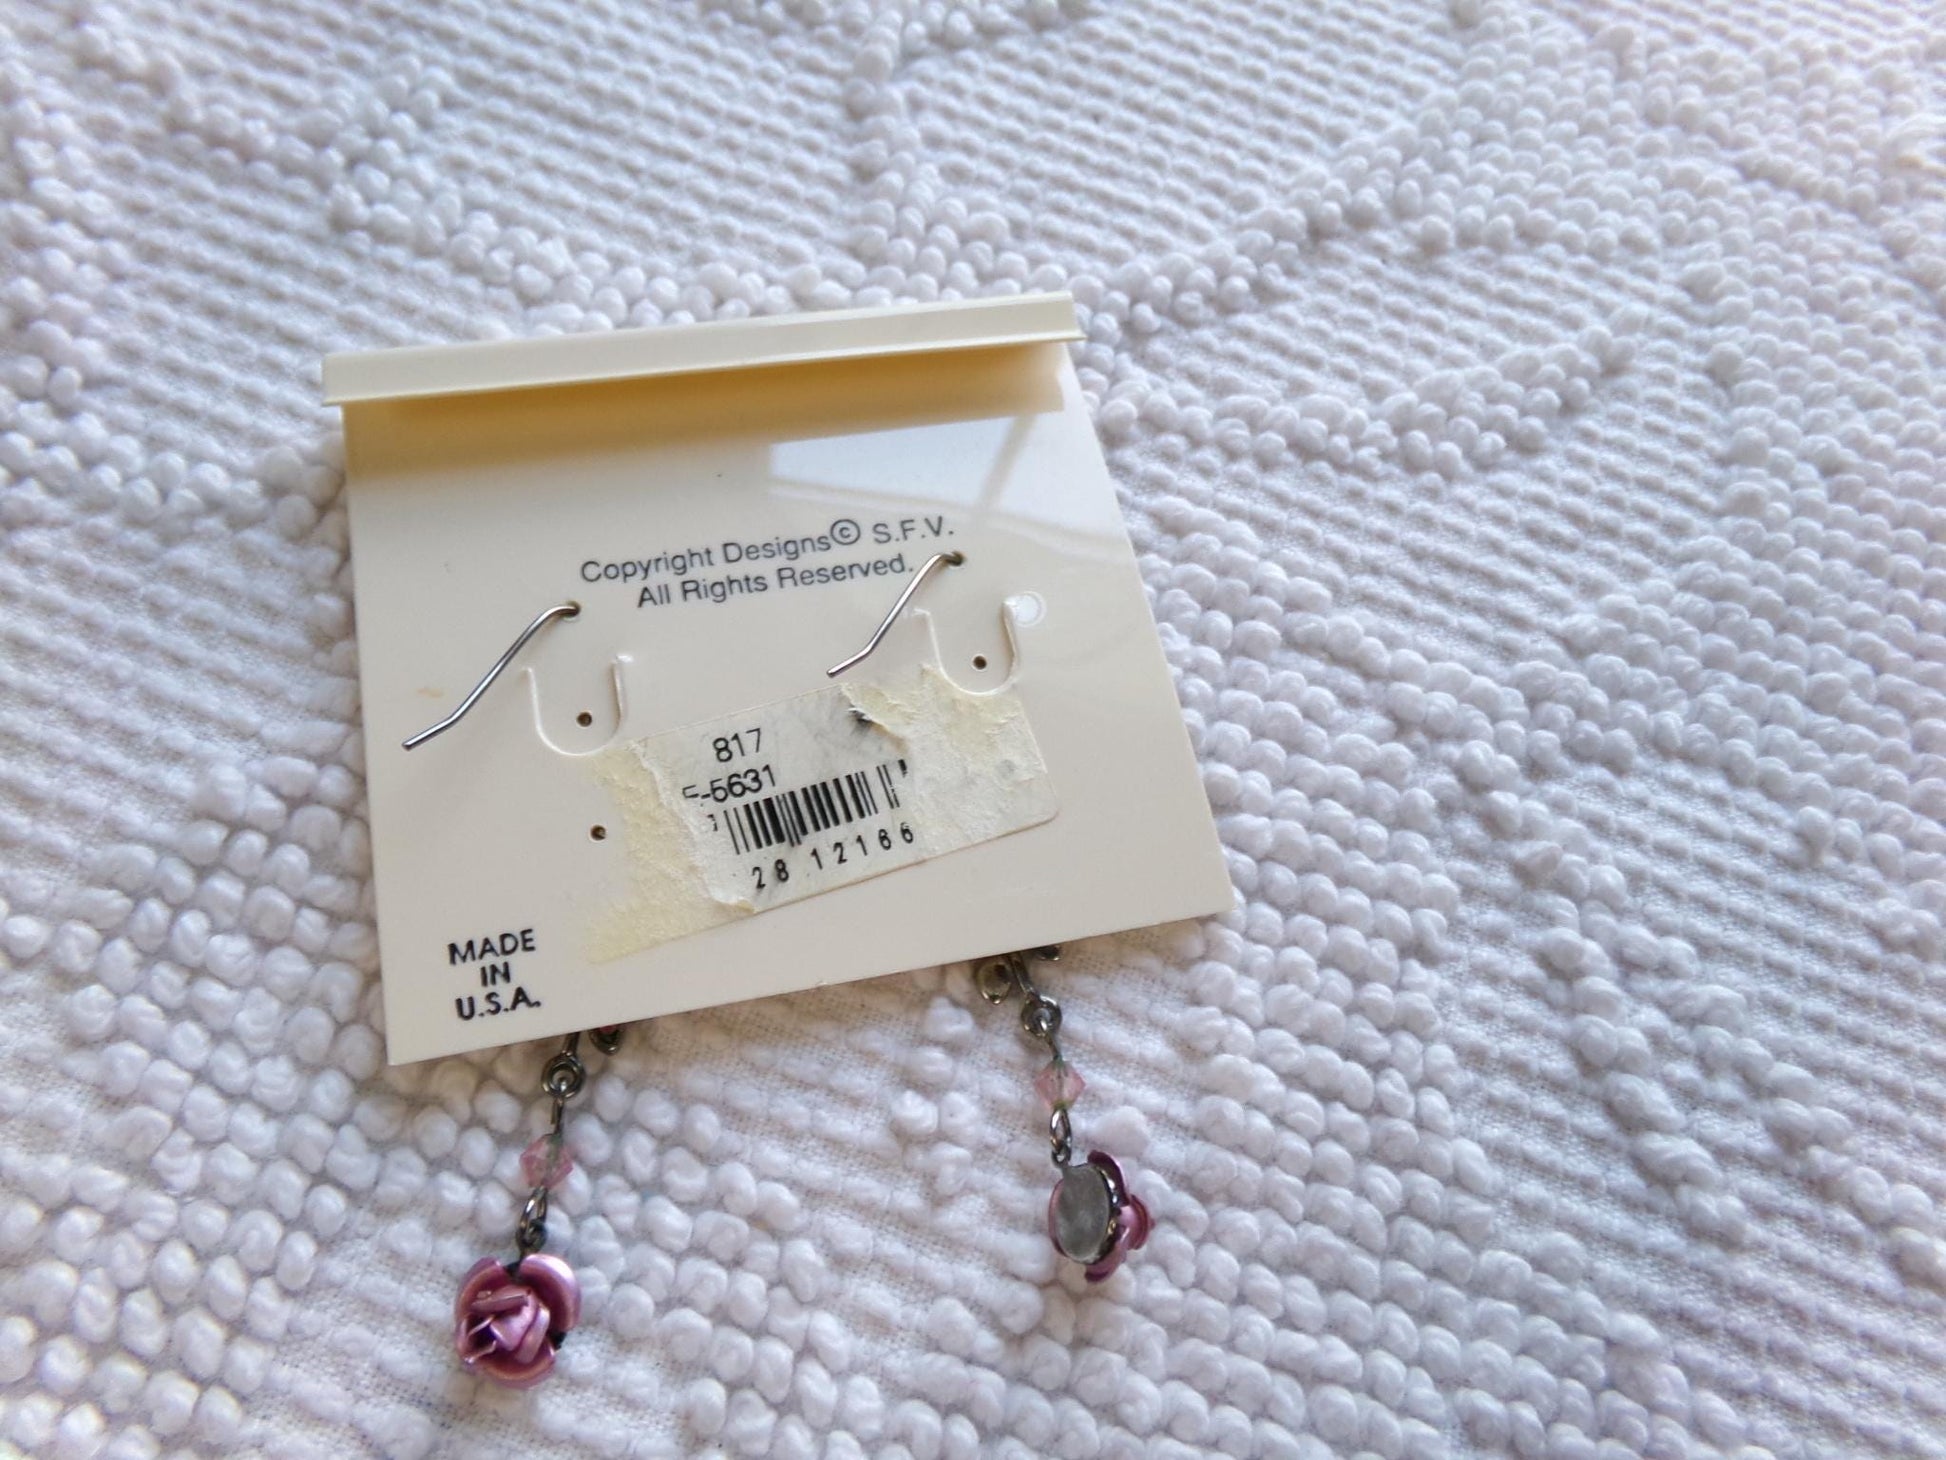 Copyright Designs© S.F.V.
All Rights Reserved.
817
-5631
28 12166
MADE
IN
U.S.A.